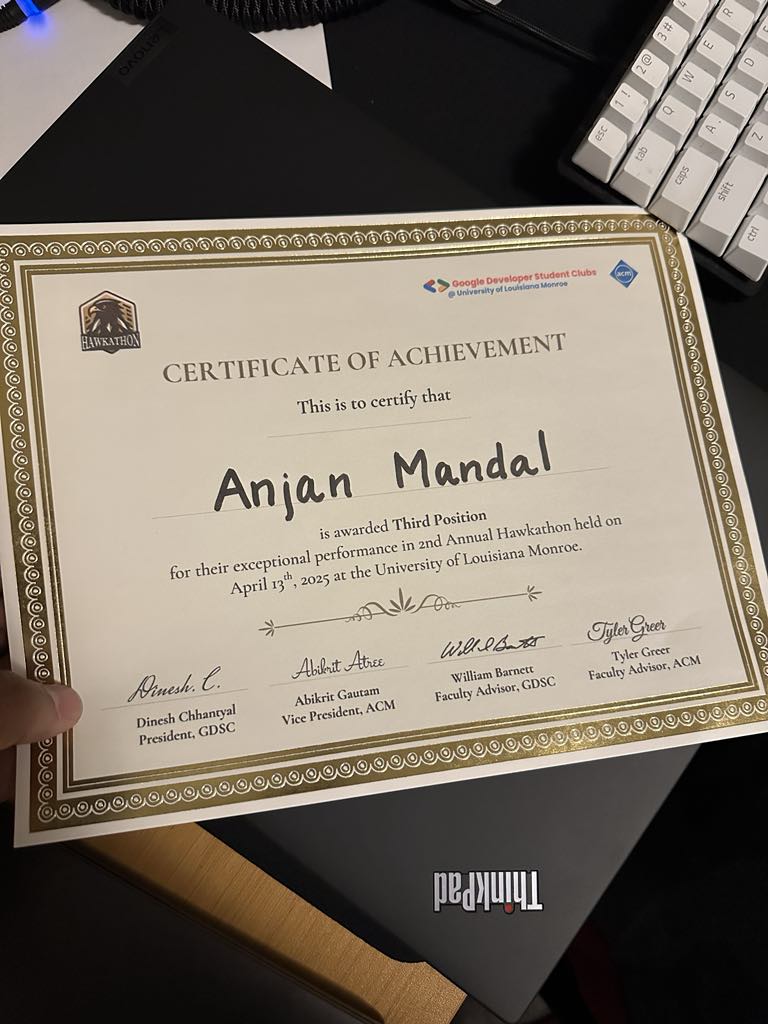 Lenovo
esc
1 !
2 @
3 #
4
tab
Q
W
E
R
caps
A
S
D
shift
Z
ctrl
HAWKATHON
Google Developer Student Clubs
@ University of Louisiana Monroe
acm
CERTIFICATE OF ACHIEVEMENT
This is to certify that
Anjan Mandal
is awarded Third Position
for their exceptional performance in 2nd Annual Hawkathon held on
April 13th, 2025 at the University of Louisiana Monroe.
Dinesh. C.
Dinesh Chhantyal
President, GDSC
Abikrit Atree
Abikrit Gautam
Vice President, ACM
William Barnett
Faculty Advisor, GDSC
Tyler Greer
Tyler Greer
Faculty Advisor, ACM
ThinkPad